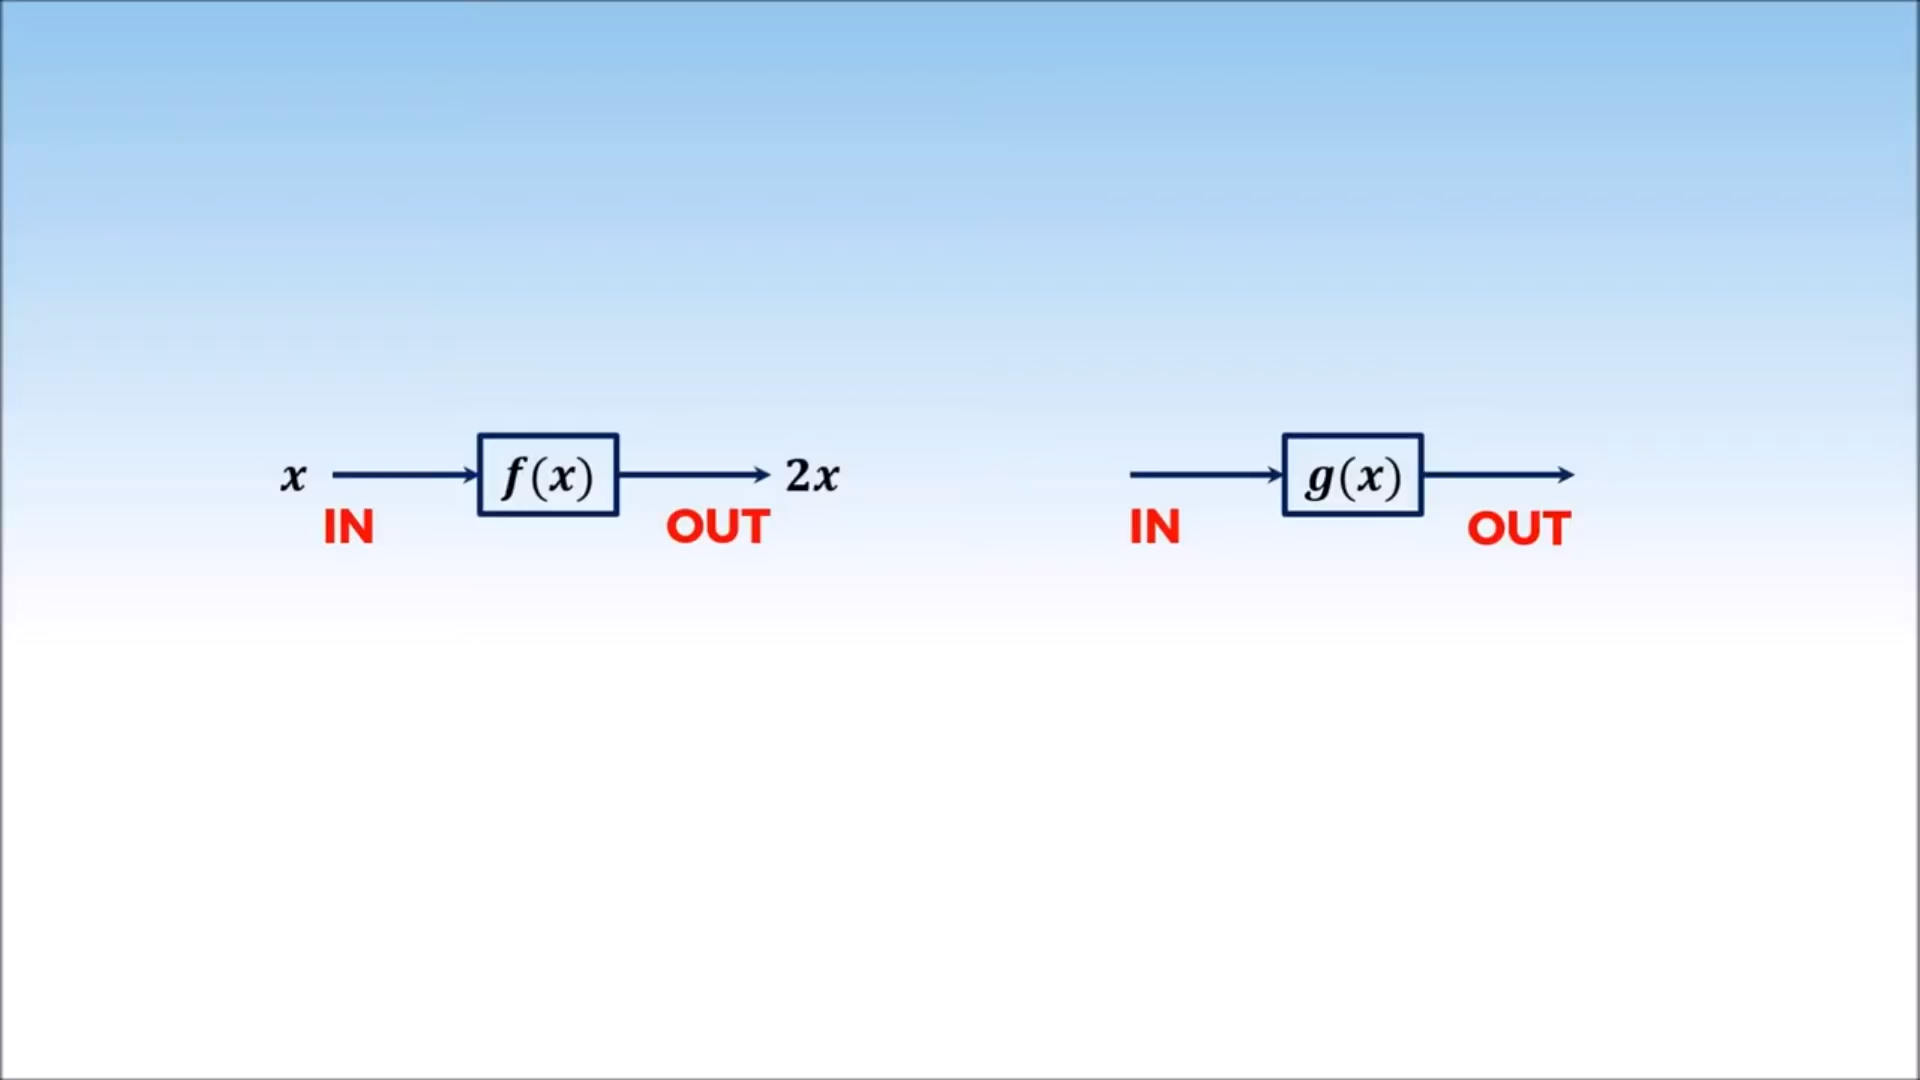 x f(x) 2x
IN OUT
g(x)
IN OUT